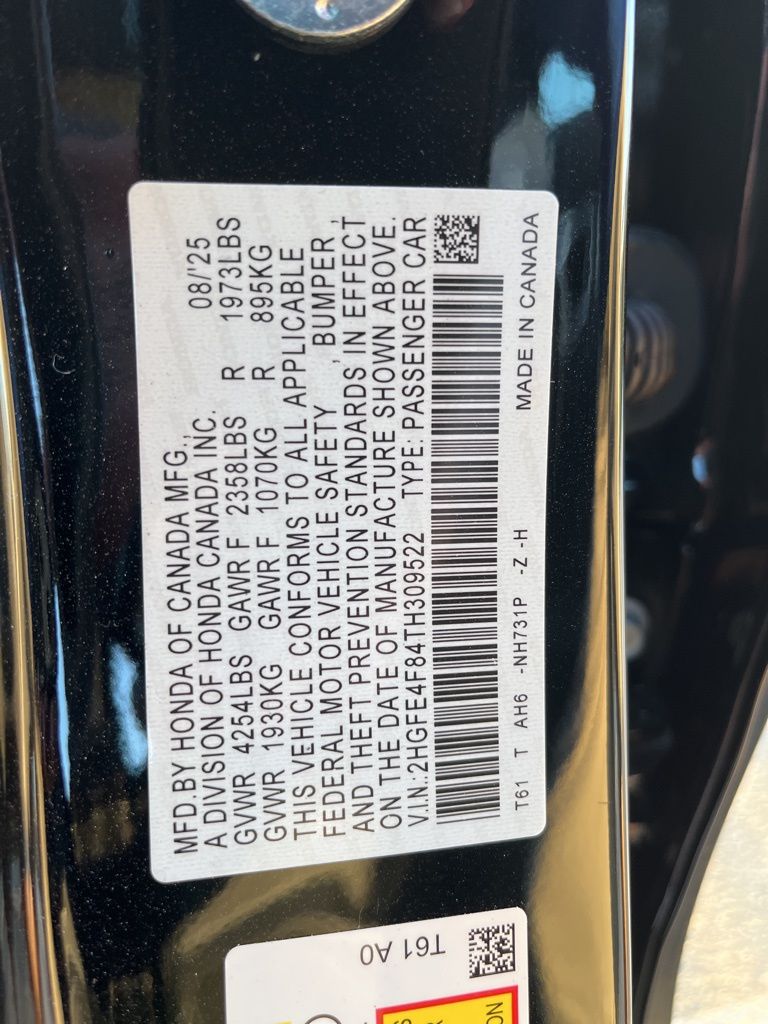 MFD.BY HONDA OF CANADA MFG.,
A DIVISION OF HONDA CANADA INC. 08/'25
GVWR 4254LBS GAWR F 2358LBS R 1973LBS
GVWR 1930KG GAWR F 1070KG R 895KG
THIS VEHICLE CONFORMS TO ALL APPLICABLE
FEDERAL MOTOR VEHICLE SAFETY , BUMPER ,
AND THEFT PREVENTION STANDARDS IN EFFECT
ON THE DATE OF MANUFACTURE SHOWN ABOVE.
V.I.N.:2HGFE4F84TH309522 TYPE: PASSENGER CAR
T61 T AH6 -NH731P -Z -H MADE IN CANADA
T61 A0